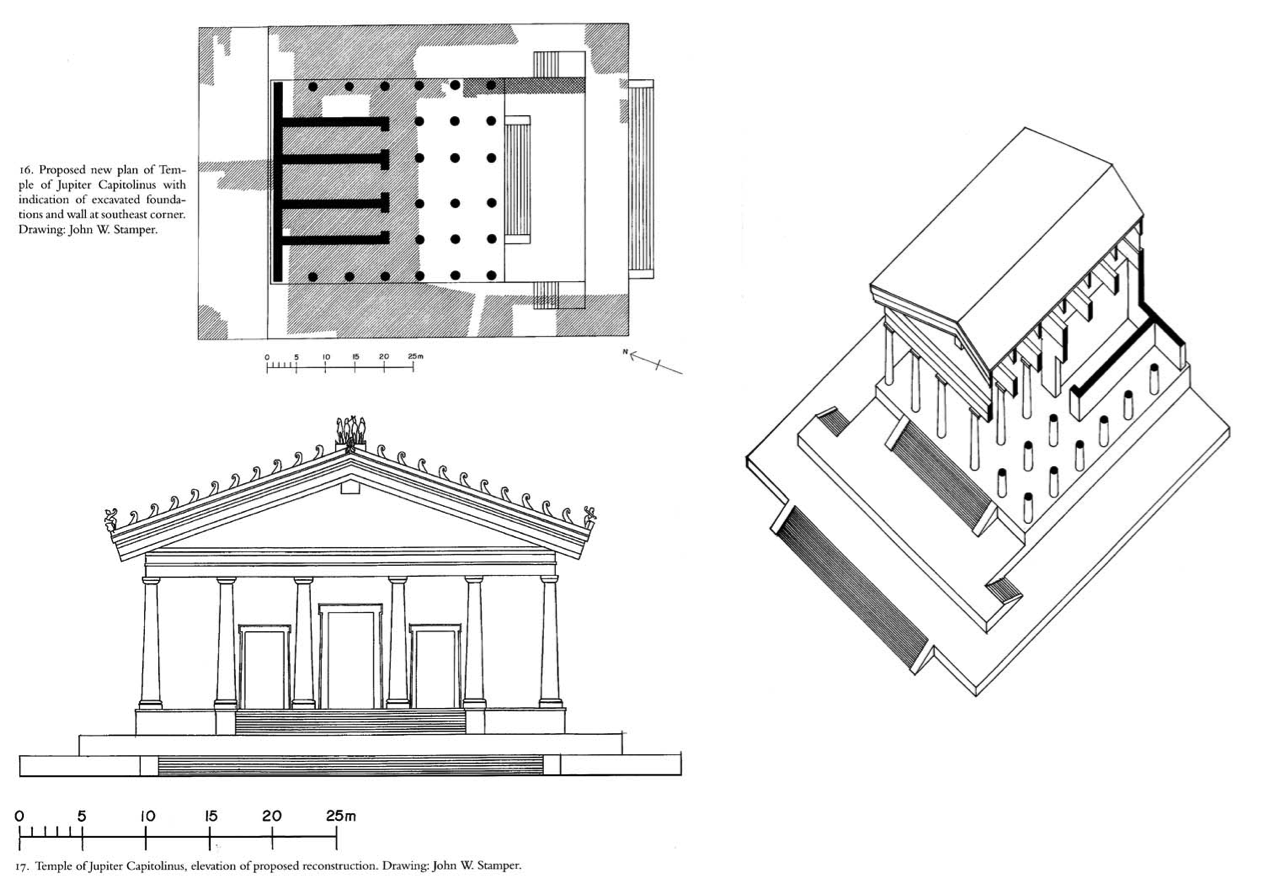 16. Proposed new plan of Tem-
ple of Jupiter Capitolinus with
indication of excavated founda-
tions and wall at southeast corner.
Drawing: John W. Stamper.
0 5 10 15 20 25m
N
0 5 10 15 20 25m
17. Temple of Jupiter Capitolinus, elevation of proposed reconstruction. Drawing: John W. Stamper.